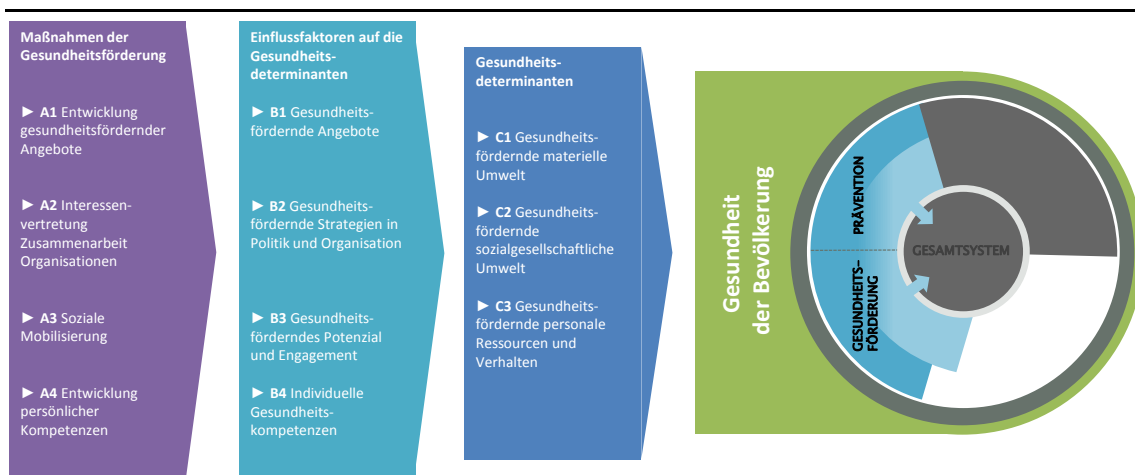 Maßnahmen der
Gesundheitsförderung
► A1 Entwicklung
gesundheitsfördernder
Angebote
► A2 Interessen-
vertretung
Zusammenarbeit
Organisationen
► A3 Soziale
Mobilisierung
► A4 Entwicklung
persönlicher
Kompetenzen
Einflussfaktoren auf die
Gesundheits-
determinanten
► B1 Gesundheits-
fördernde Angebote
► B2 Gesundheits-
fördernde Strategien in
Politik und Organisation
► B3 Gesundheits-
förderndes Potenzial
und Engagement
► B4 Individuelle
Gesundheits-
kompetenzen
Gesundheits-
determinanten
► C1 Gesundheits-
fördernde materielle
Umwelt
► C2 Gesundheits-
fördernde
sozialgesellschaftliche
Umwelt
► C3 Gesundheits-
fördernde personale
Ressourcen und
Verhalten
Gesundheit
der Bevölkerung
PRÄVENTION
GESUNDHEITS–
FÖRDERUNG
GESAMTSYSTEM